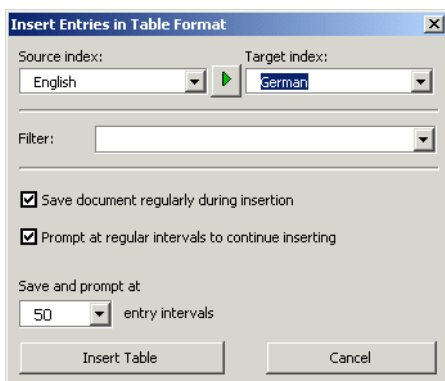 Insert Entries in Table Format
Source index: Target index:
English German
Filter:
Save document regularly during insertion
Prompt at regular intervals to continue inserting
Save and prompt at
50 entry intervals
Insert Table Cancel